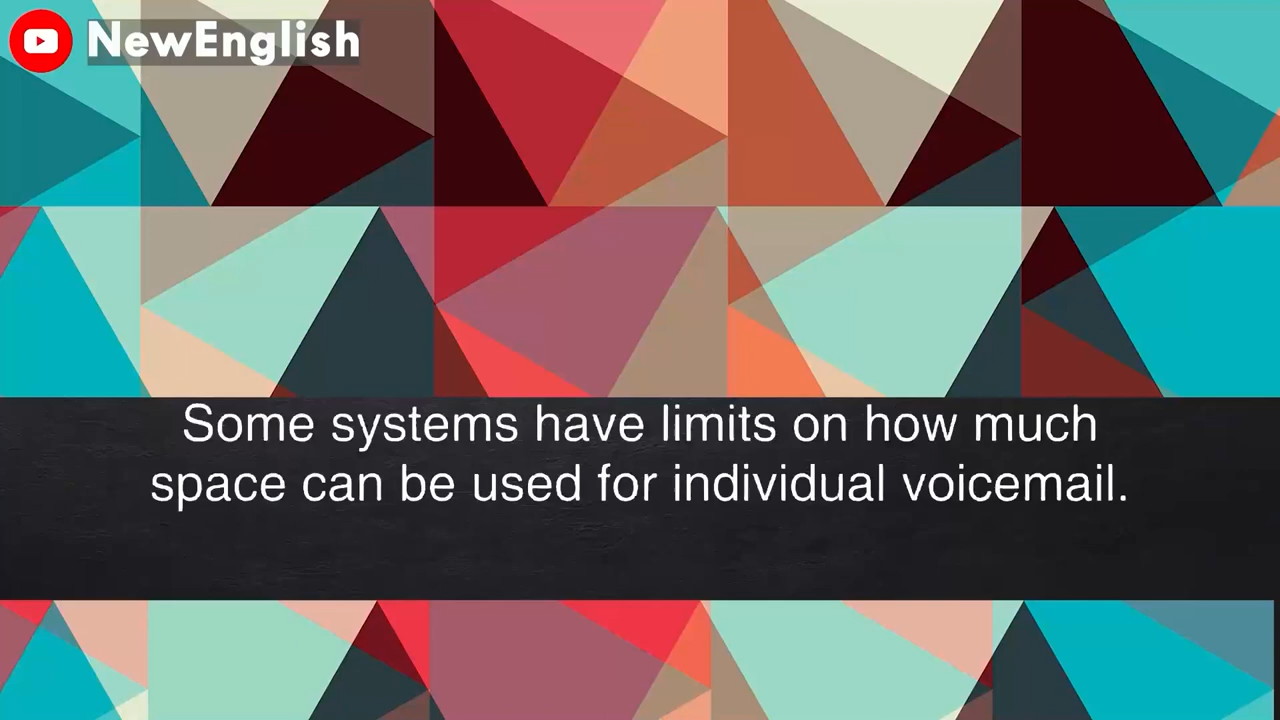 NewEnglish
Some systems have limits on how much
space can be used for individual voicemail.